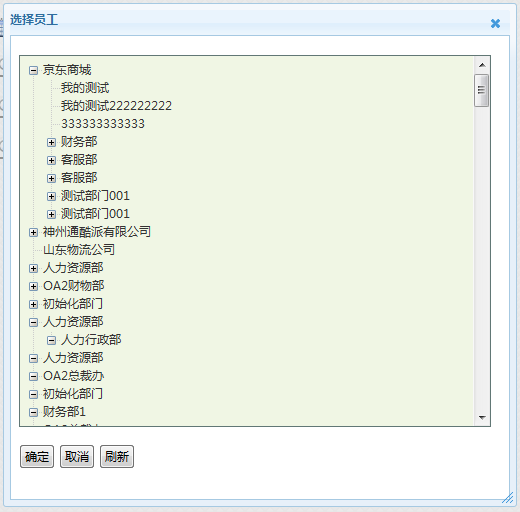 选择员工
京东商城
我的测试
我的测试222222222
333333333333
财务部
客服部
客服部
测试部门001
测试部门001
神州通酷派有限公司
山东物流公司
人力资源部
OA2财物部
初始化部门
人力资源部
人力行政部
人力资源部
OA2总裁办
初始化部门
财务部1
确定 取消 刷新